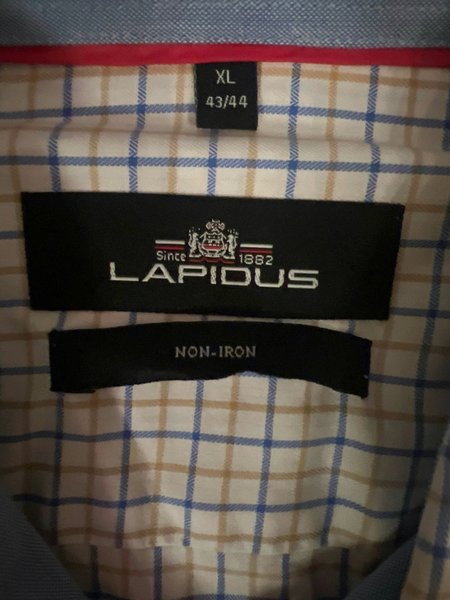 XL
43/44
Since 1882
LAPIDUS
NON-IRON